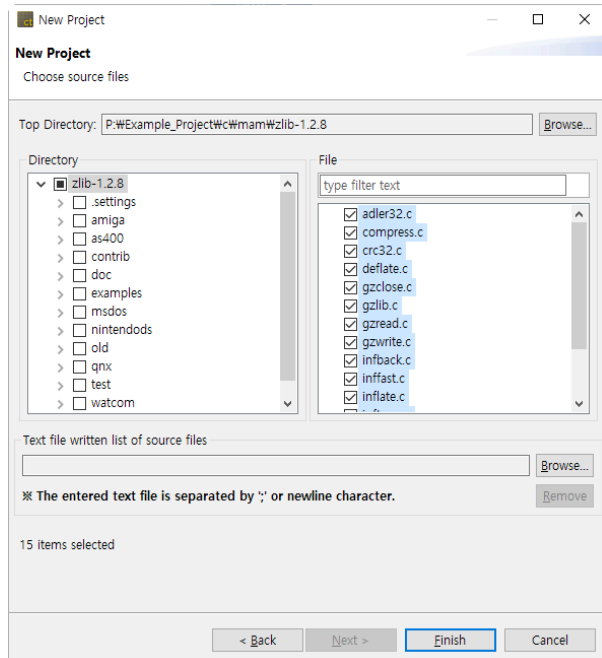 ct New Project
New Project
Choose source files
Top Directory: P:₩Example_Project₩c₩mam₩zlib-1.2.8 Browse...
Directory
zlib-1.2.8
.settings
amiga
as400
contrib
doc
examples
msdos
nintendods
old
qnx
test
watcom
File
type filter text
adler32.c
compress.c
crc32.c
deflate.c
gzclose.c
gzlib.c
gzread.c
gzwrite.c
infback.c
inffast.c
inflate.c
Text file written list of source files
Browse...
※ The entered text file is separated by ';' or newline character. Remove
15 items selected
< Back Next > Finish Cancel